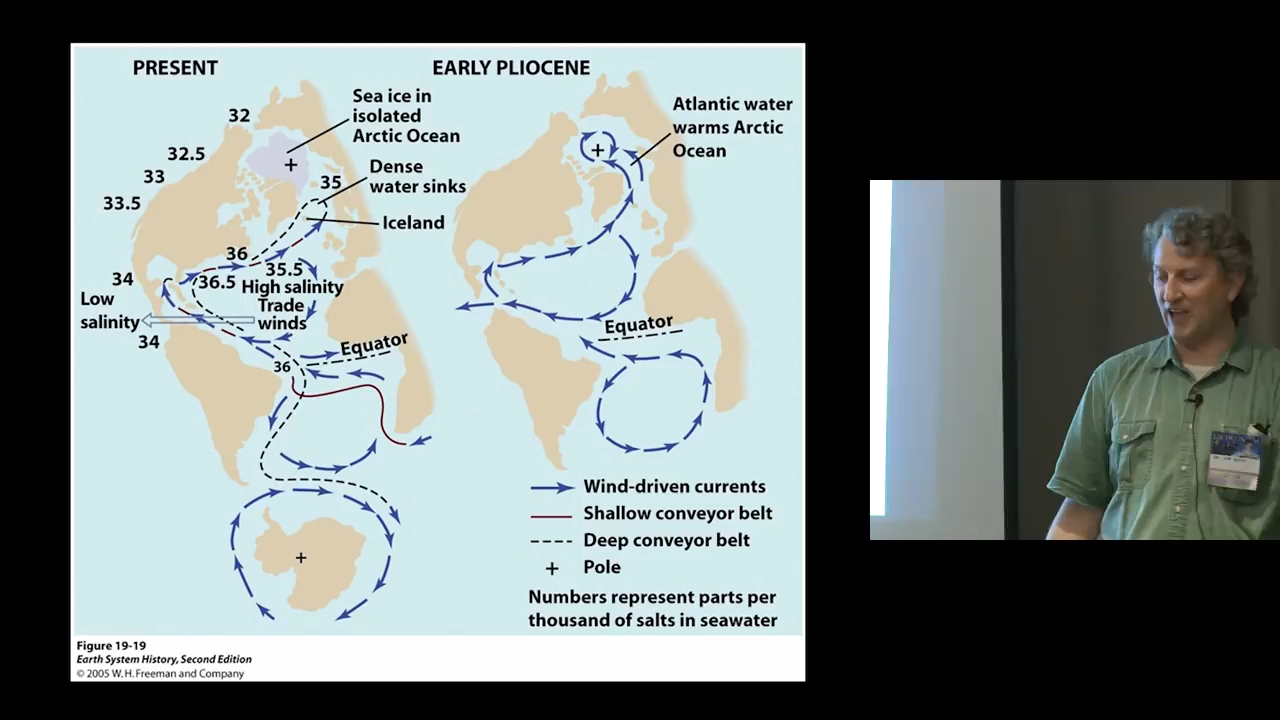 PRESENT
EARLY PLIOCENE
Sea ice in
isolated
Arctic Ocean
32
32.5
33
33.5
35
Dense
water sinks
Iceland
36
35.5
36.5
High salinity
34
Trade
winds
Low
salinity
34
36
Equator
Atlantic water
warms Arctic
Ocean
Equator
Wind-driven currents
Shallow conveyor belt
Deep conveyor belt
+ Pole
Numbers represent parts per
thousand of salts in seawater
Figure 19-19
Earth System History, Second Edition
© 2005 W. H. Freeman and Company